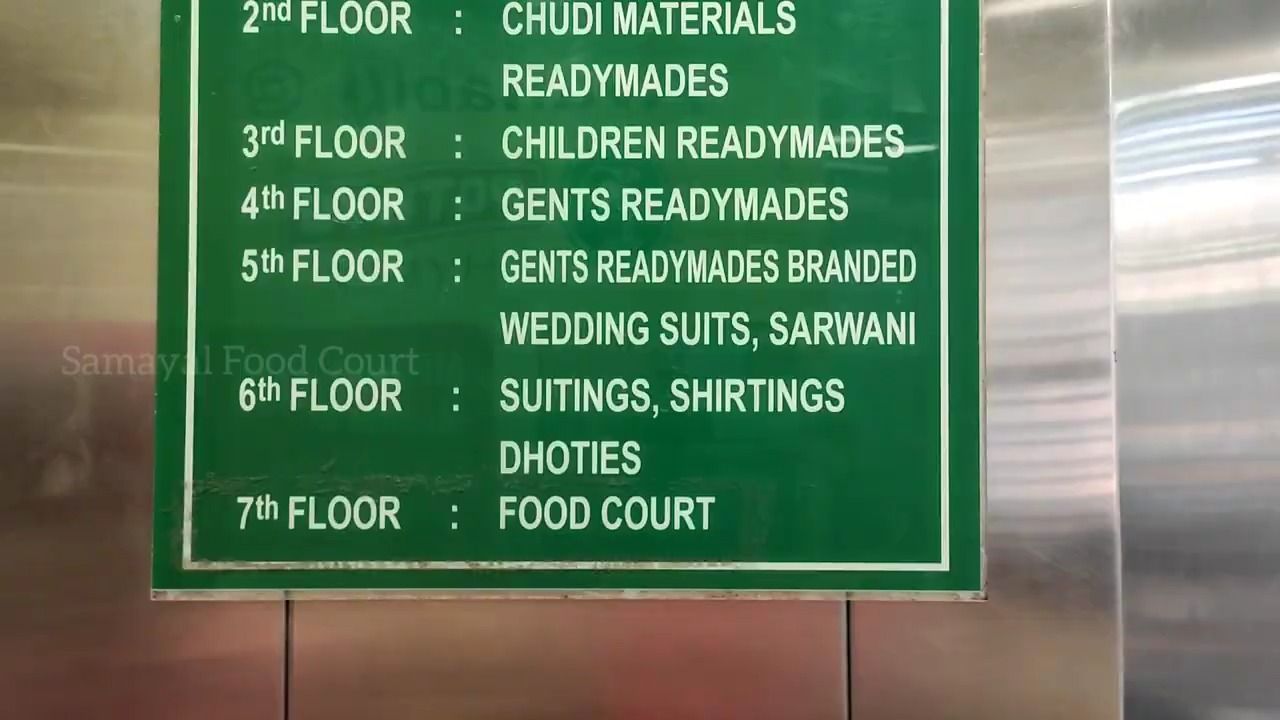 2nd FLOOR : CHUDI MATERIALS
READYMADES
3rd FLOOR : CHILDREN READYMADES
4th FLOOR : GENTS READYMADES
5th FLOOR : GENTS READYMADES BRANDED
WEDDING SUITS, SARWANI
Samayal Food Court
6th FLOOR : SUITINGS, SHIRTINGS
DHOTIES
7th FLOOR : FOOD COURT